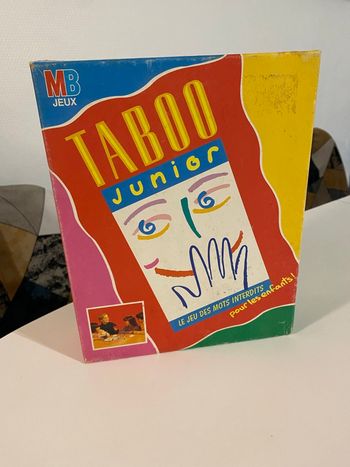 MB
JEUX
TABOO
junior
LE JEU DES MOTS INTERDITS
pour les enfants!